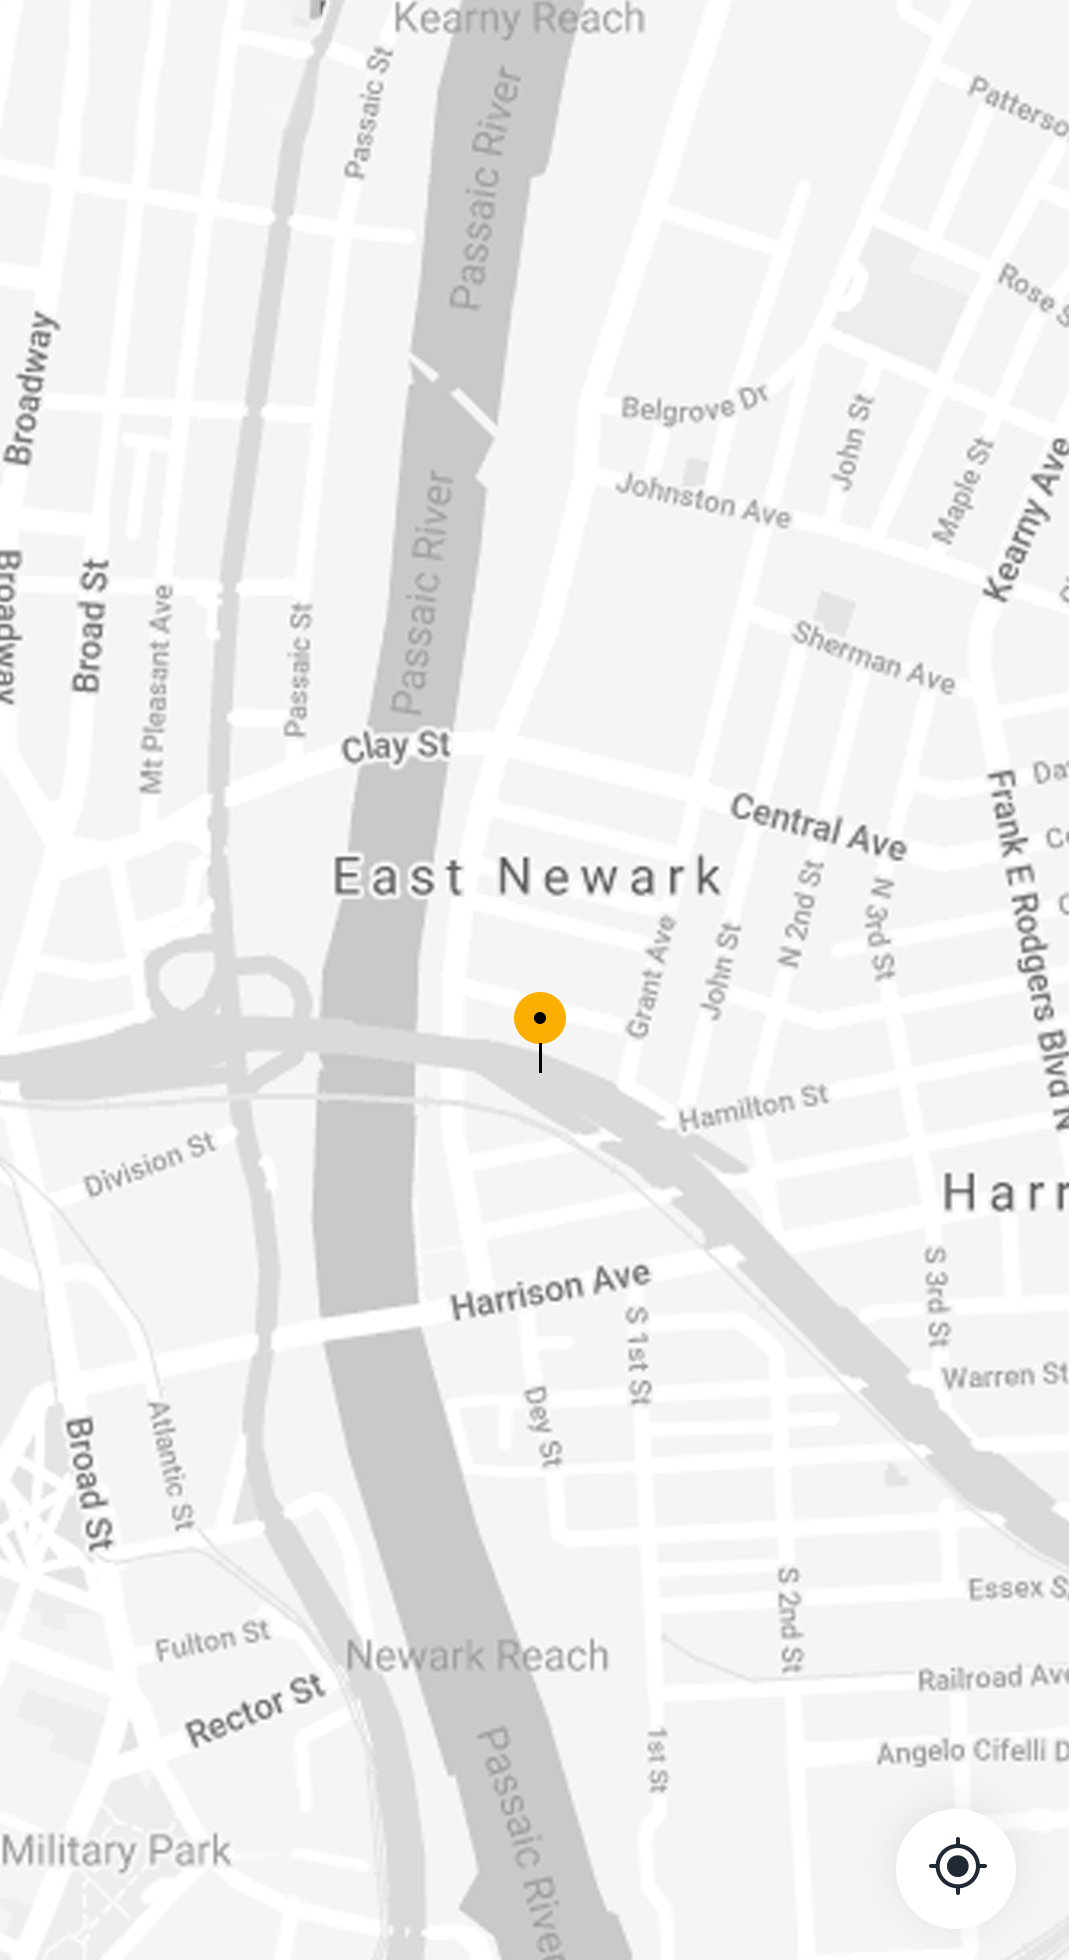 Kearny Reach
Passaic St
Passaic River
Patterso
Rose S
Broadway
Belgrove Dr
John St
Johnston Ave
Maple St
Kearny Ave
Passaic River
Broadway
Broad St
Mt Pleasant Ave
Passaic St
Sherman Ave
Clay St
Da
Central Ave
Frank E Rodgers Blvd N
East Newark
N 2nd St
N 3rd St
Grant Ave
John St
Hamilton St
Division St
Harr
Harrison Ave
S 3rd St
S 1st St
Warren St
Dey St
Atlantic St
Broad St
Essex S
S 2nd St
Fulton St
Newark Reach
Rector St
Railroad Ave
1st St
Angelo Cifelli D
Passaic River
Military Park